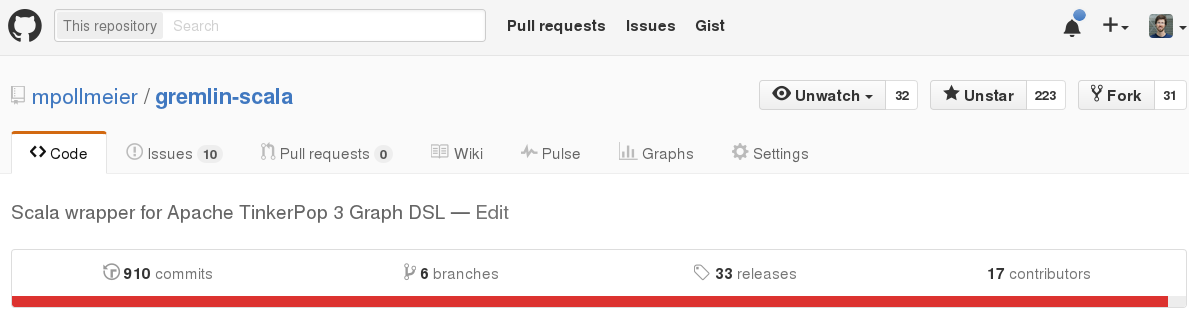 This repository Search Pull requests Issues Gist
mpollmeier / gremlin-scala Unwatch 32 Unstar 223 Fork 31
Code Issues 10 Pull requests 0 Wiki Pulse Graphs Settings
Scala wrapper for Apache TinkerPop 3 Graph DSL — Edit
910 commits 6 branches 33 releases 17 contributors